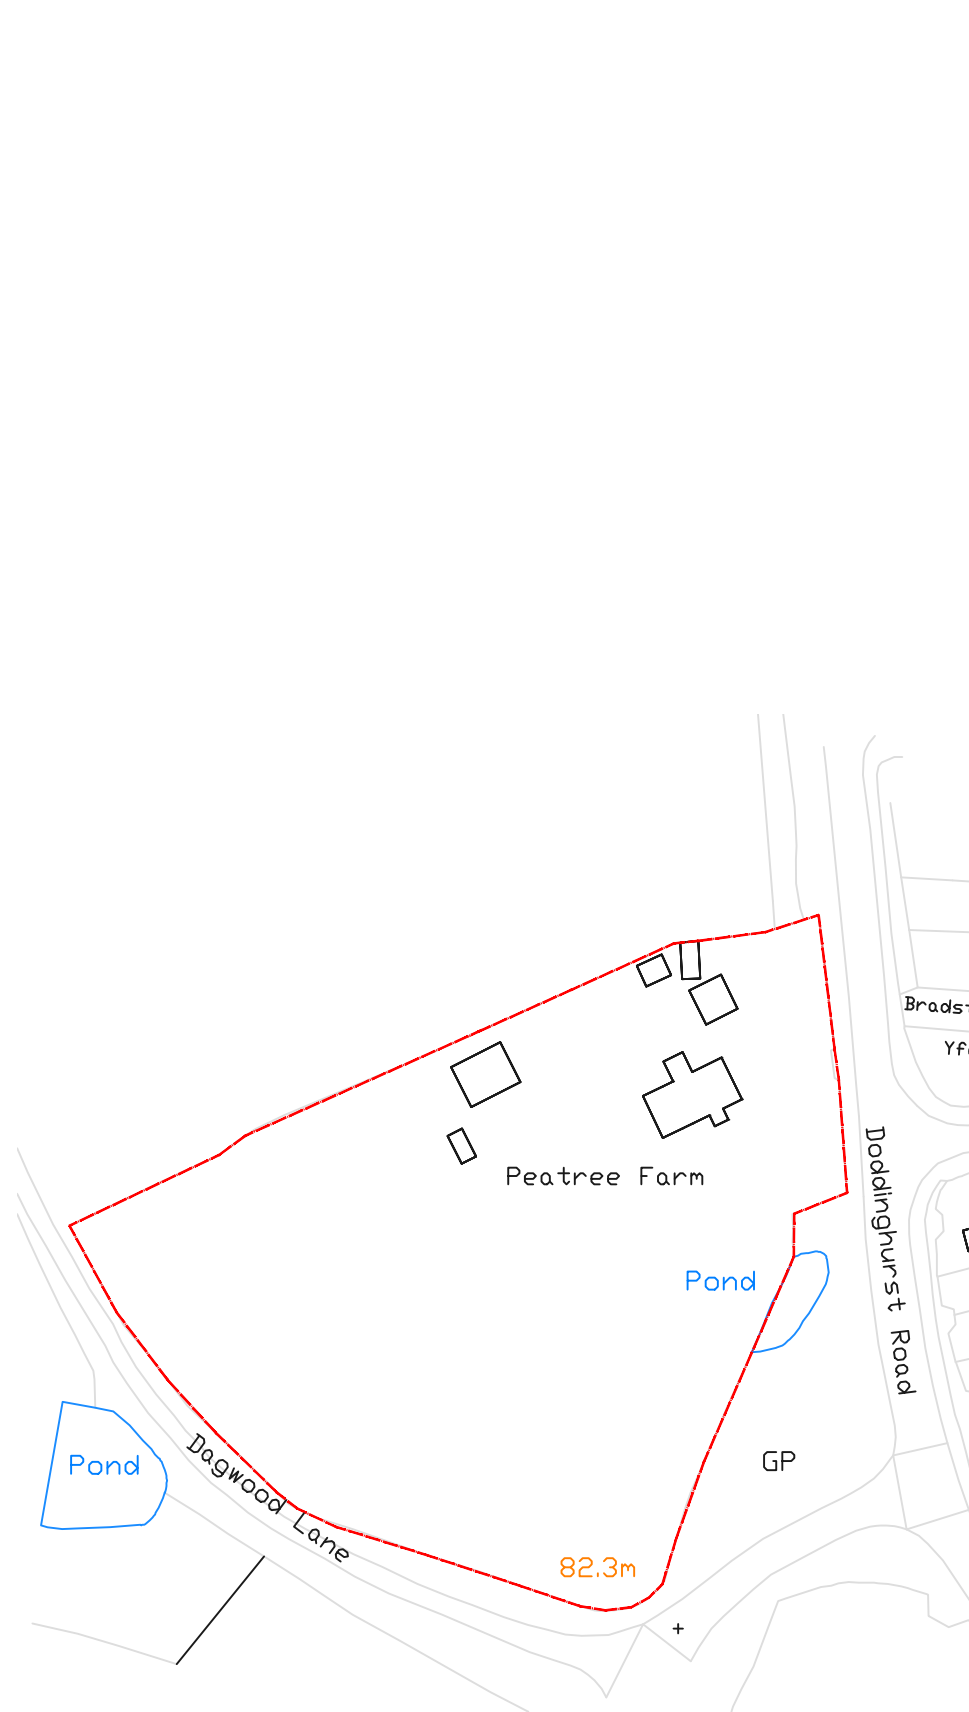 Peatree Farm
Pond
Doddinghurst Road
Pond
Dagwood Lane
GP
82.3m